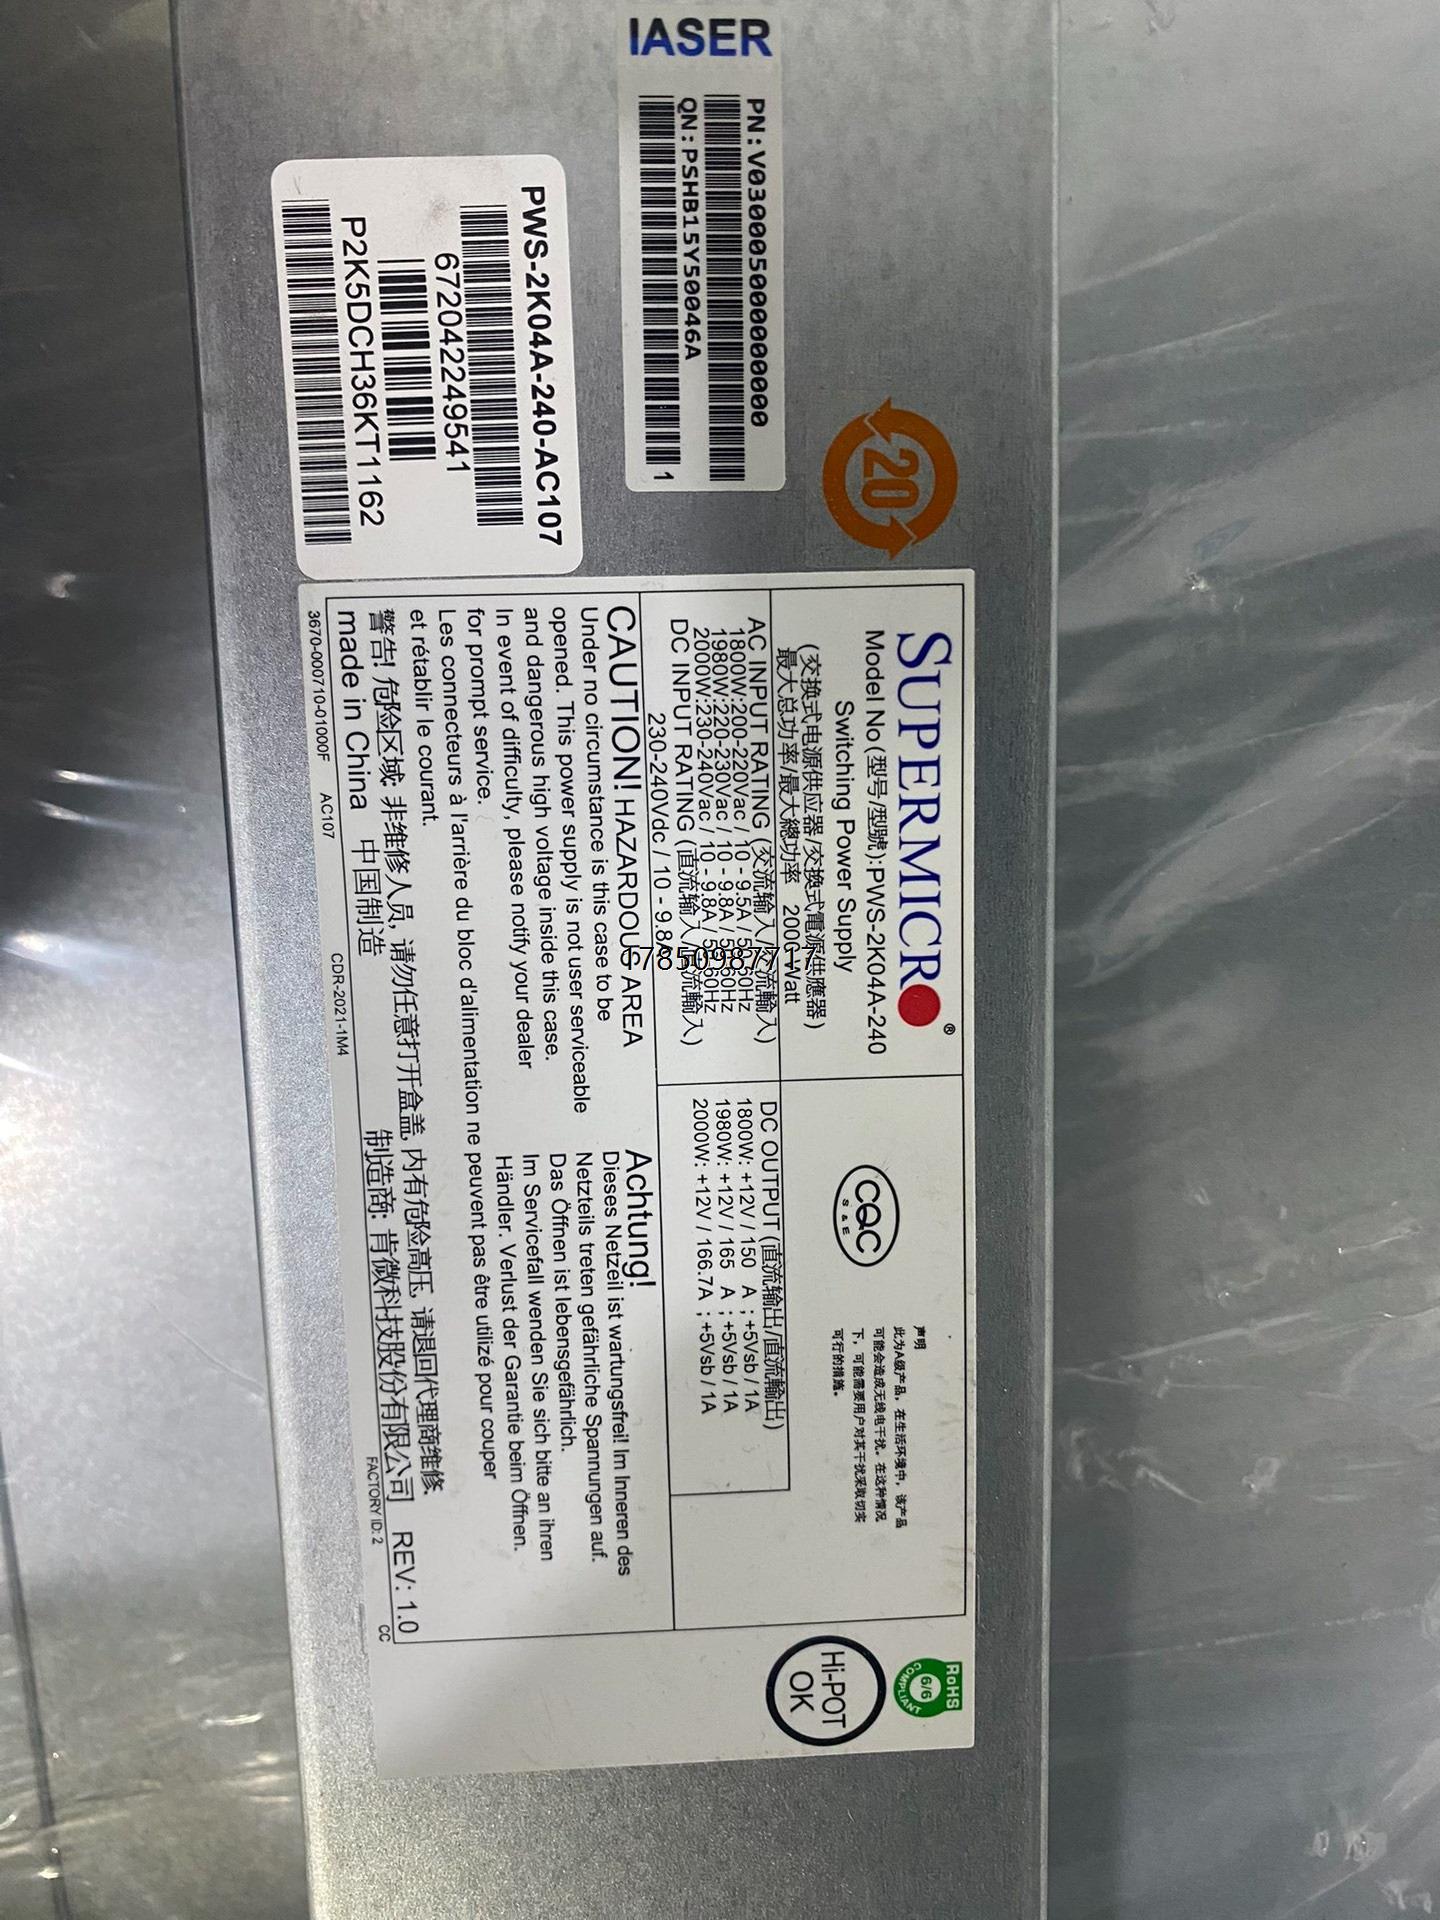 IASER
PN:V0300050000000000
QN:PSHB15Y50046A
1
PWS-2K04A-240-AC107
672042249541
P2K5DCH36KT1162
20
SUPERMICRO®
Model No(型号/型號):PWS-2K04A-240
Switching Power Supply
(交换式电源供应器/交換式電源供應器)
最大总功率/最大總功率 2000Watt
AC INPUT RATING (交流输入/交流輸入)
1800W:200-220Vac / 10 - 9.5A / 50-60Hz
1980W:220-230Vac / 10 - 9.8A / 50-60Hz
2000W:230-240Vac / 10 - 9.8A / 50-60Hz
DC INPUT RATING (直流输入/直流輸入)
230-240Vdc / 10 - 9.8A
DC OUTPUT (直流输出/直流輸出)
1800W: +12V / 150 A ; +5Vsb / 1A
1980W: +12V / 165 A ; +5Vsb / 1A
2000W: +12V / 166.7A ; +5Vsb / 1A
CQC
S & E
声明
此为A级产品，在生活环境中，该产品
可能会造成无线电干扰。在这种情况
下，可能需要用户对其干扰采取切实
可行的措施。
CAUTION! HAZARDOUS AREA
Under no circumstance is this case to be
opened. This power supply is not user serviceable
and dangerous high voltage inside this case.
In event of difficulty, please notify your dealer
for prompt service.
Achtung!
Dieses Netzeil ist wartungsfrei! Im Inneren des
Netzteils treten gefährliche Spannungen auf.
Das Öffnen ist lebensgefährlich.
Im Servicefall wenden Sie sich bitte an ihren
Händler. Verlust der Garantie beim Öffnen.
Les connecteurs à l'arrière du bloc d'alimentation ne peuvent pas être utilizé pour couper
et rétablir le courant.
警告! 危险区域: 非维修人员, 请勿任意打开盒盖, 内有危险高压, 请退回代理商维修.
made in China 中国制造 制造商: 肯微科技股份有限公司 REV: 1.0
3670-000710-01000F AC107 CDR-2021-1M4 FACTORY ID: 2 CC
RoHS
6/6
COMPLIANT
Hi-POT
OK
17850987717